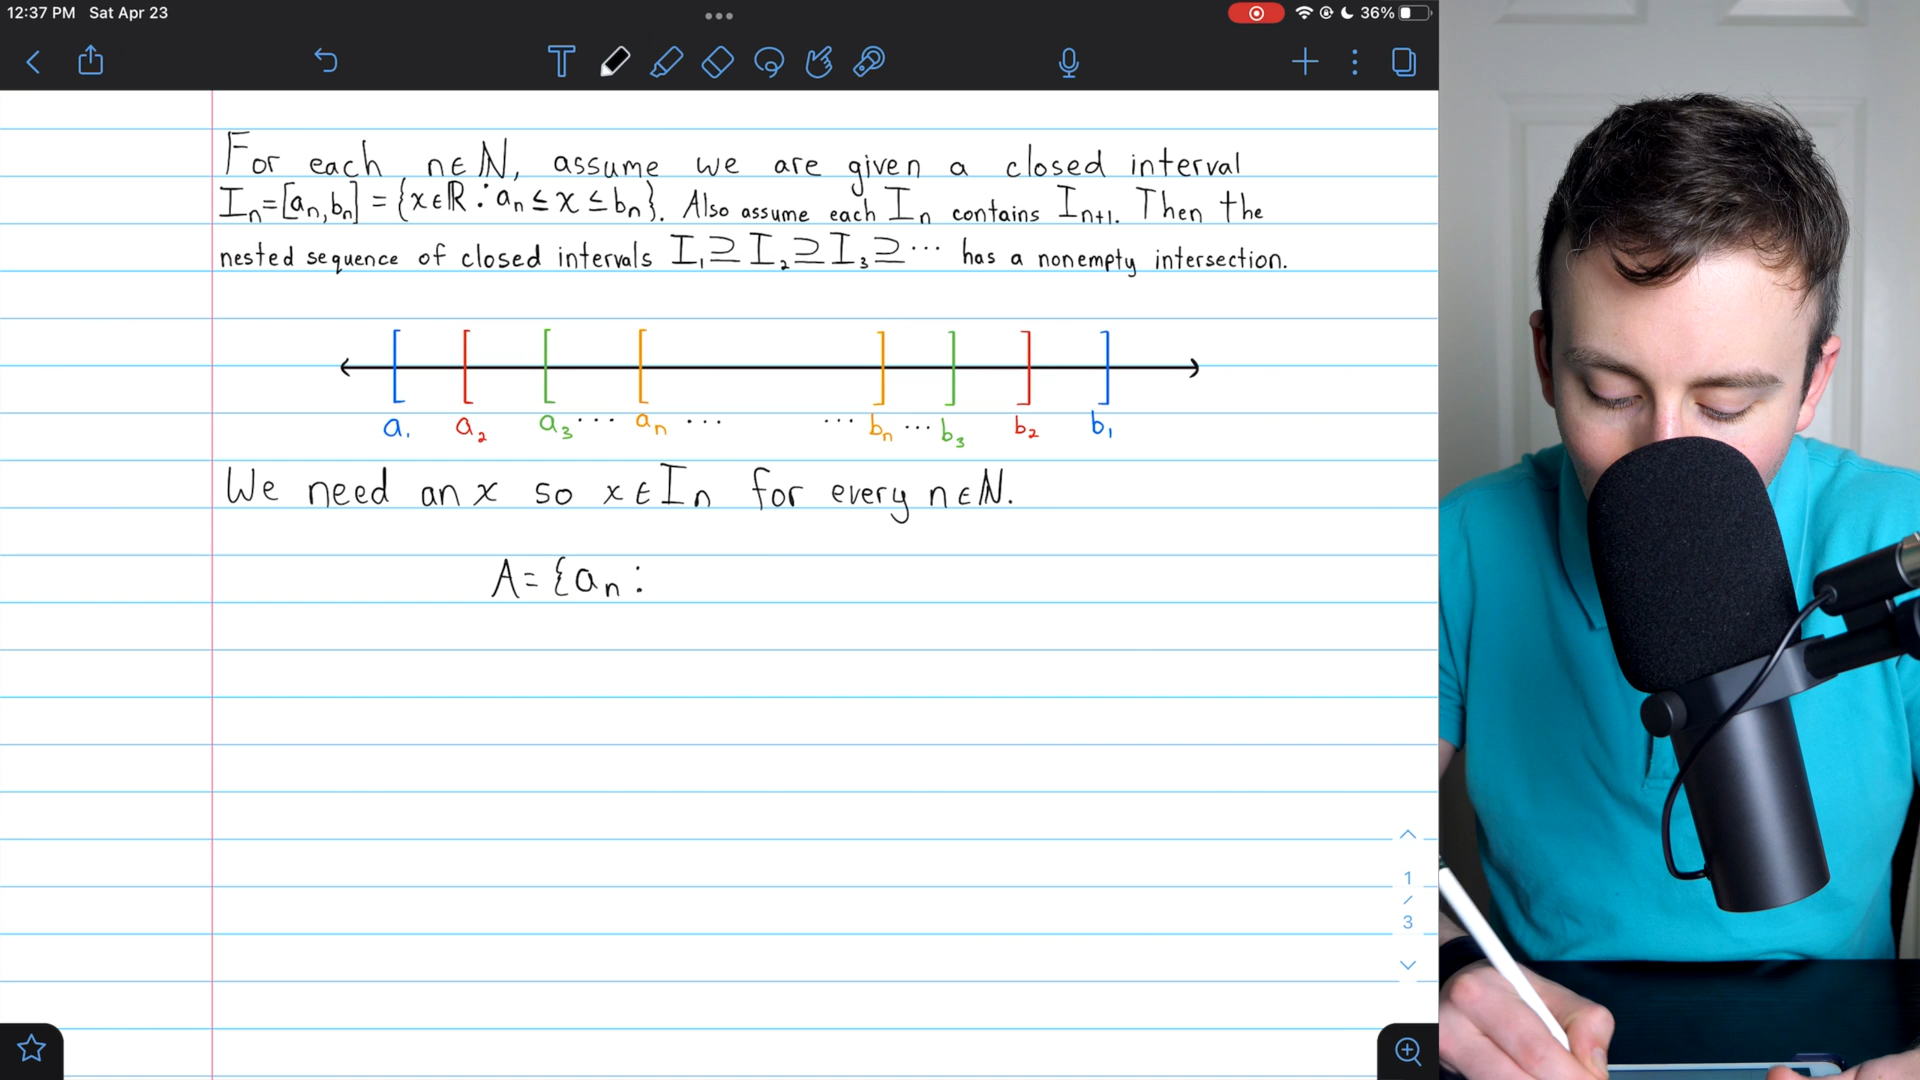 12:37 PM Sat Apr 23
36%
For each n∈ℕ, assume we are given a closed interval
Iₙ=[aₙ,bₙ] = {x∈ℝ : aₙ ≤ x ≤ bₙ}. Also assume each Iₙ contains Iₙ₊₁. Then the
nested sequence of closed intervals I₁⊇I₂⊇I₃⊇⋯ has a nonempty intersection.
a₁ a₂ a₃ ⋯ aₙ ⋯ ⋯ bₙ ⋯ b₃ b₂ b₁
We need an x so x∈Iₙ for every n∈ℕ.
A= {aₙ :
1
/
3